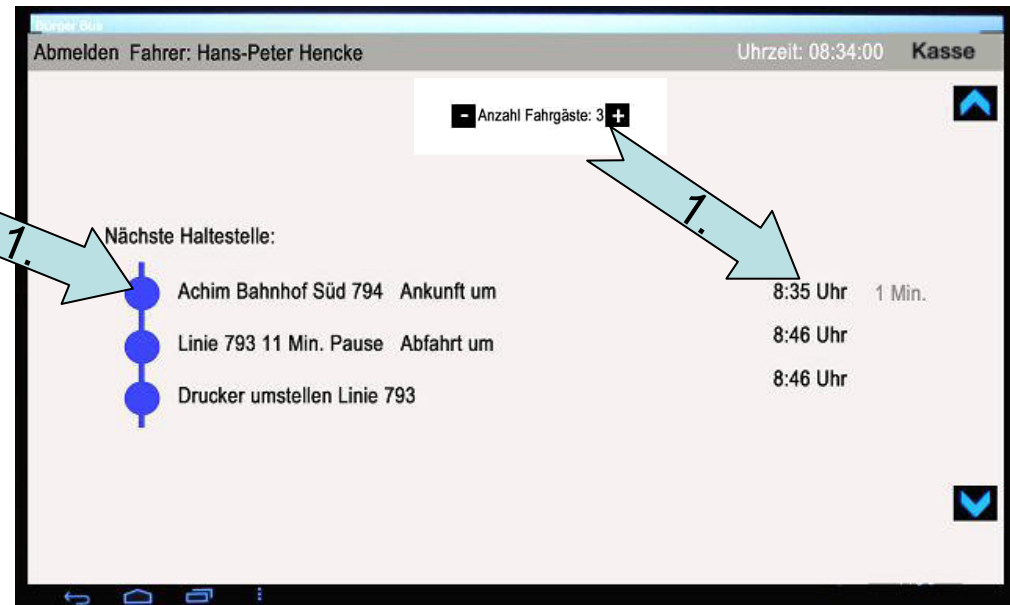 Bürger Bus
Abmelden Fahrer: Hans-Peter Hencke Uhrzeit: 08:34:00 Kasse
- Anzahl Fahrgäste: 3 +
1.
1.
Nächste Haltestelle:
Achim Bahnhof Süd 794 Ankunft um 8:35 Uhr 1 Min.
Linie 793 11 Min. Pause Abfahrt um 8:46 Uhr
Drucker umstellen Linie 793 8:46 Uhr